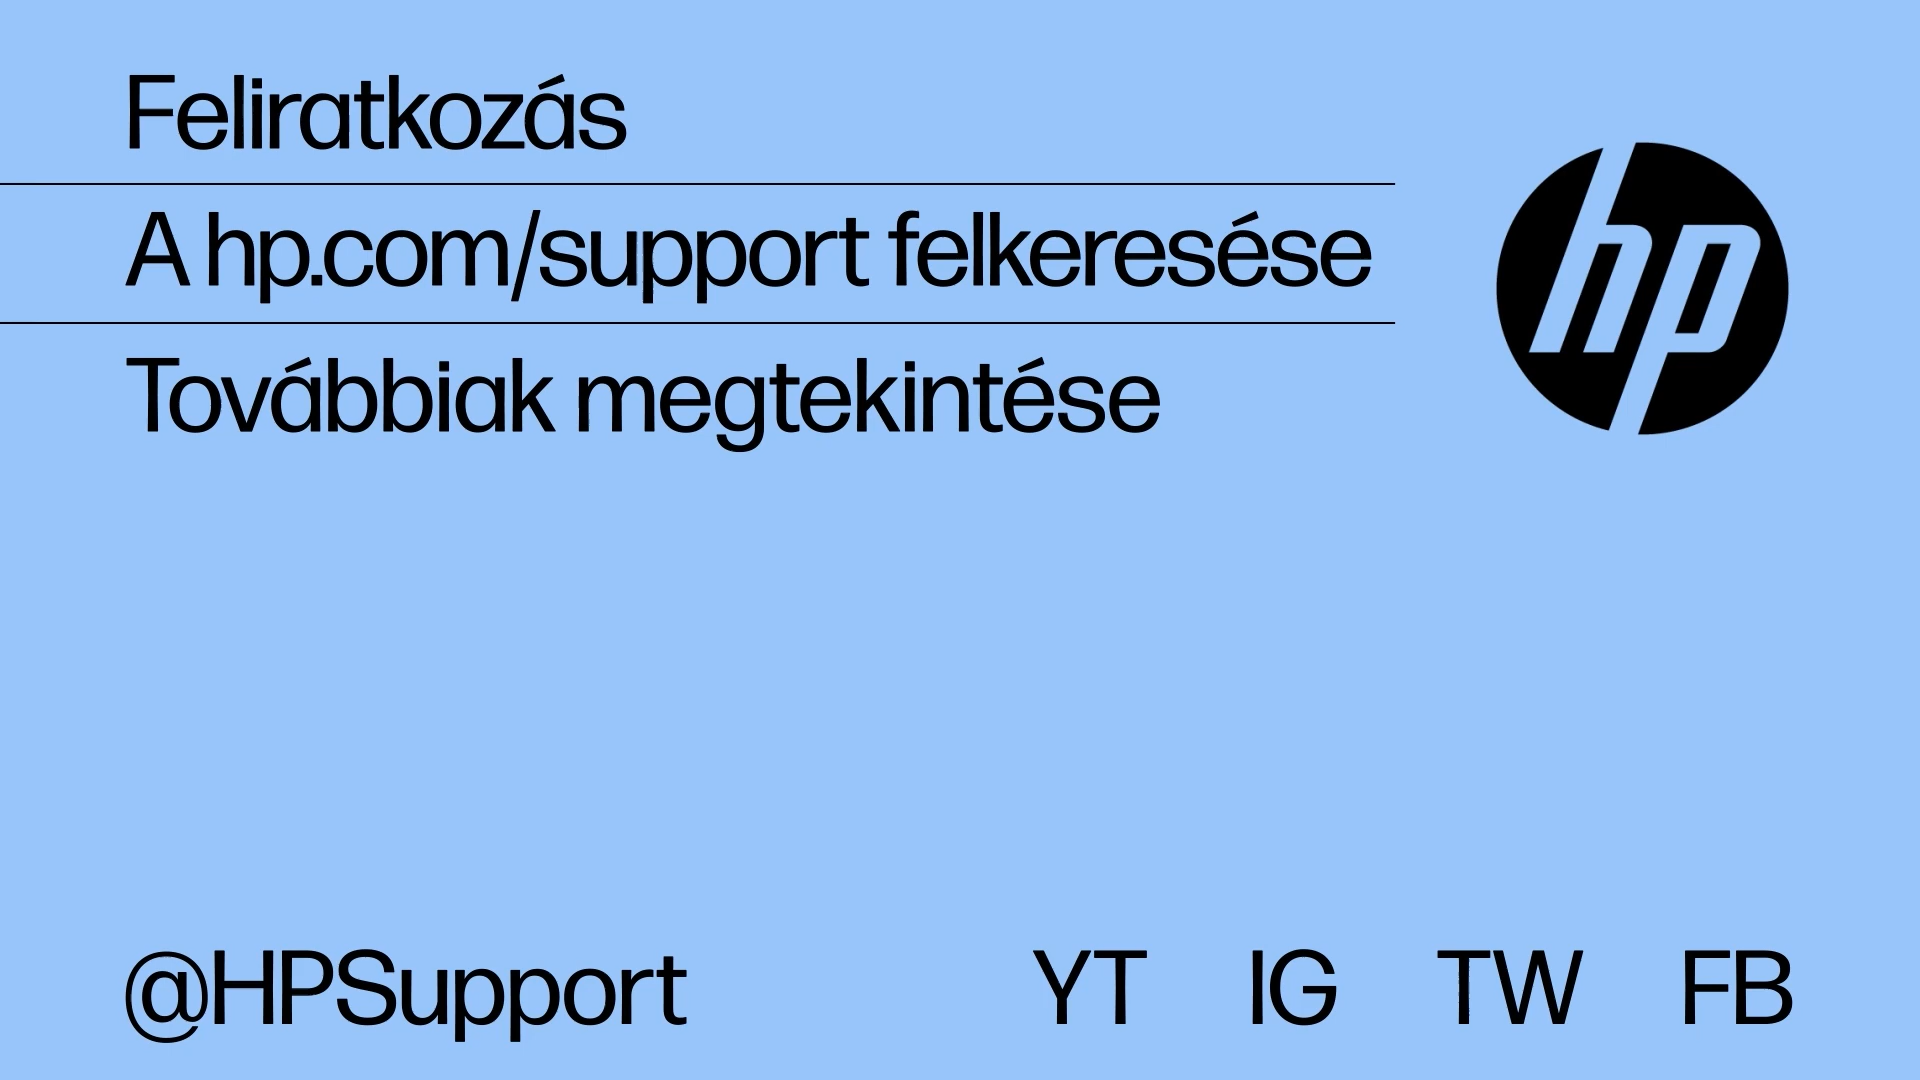 Feliratkozás
A hp.com/support felkeresése
hp
Továbbiak megtekintése
@HPSupport YT IG TW FB